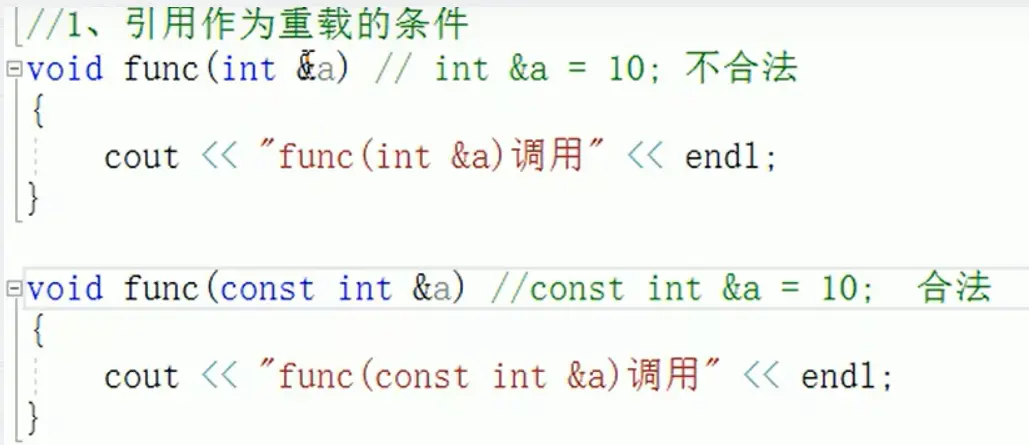 //1、引用作为重载的条件
void func(int &a) // int &a = 10; 不合法
{
cout << "func(int &a)调用" << endl;
}
void func(const int &a) //const int &a = 10; 合法
{
cout << "func(const int &a)调用" << endl;
}